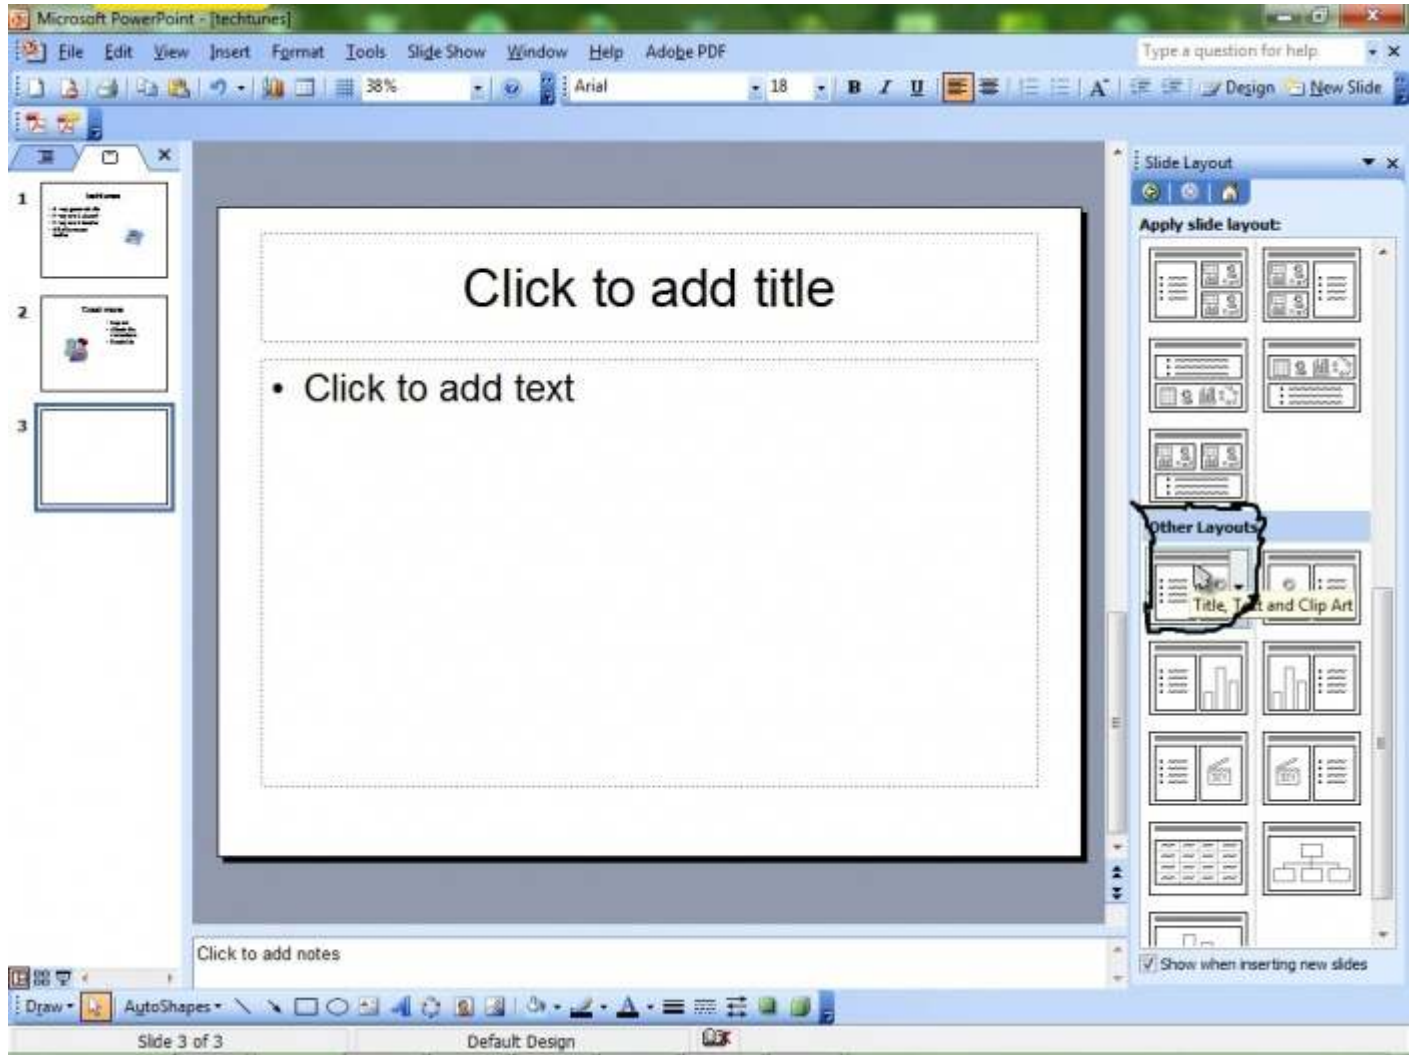 Microsoft PowerPoint - [techtunes]
File Edit View Insert Format Tools Slide Show Window Help Adobe PDF
Type a question for help
38%
Arial
18
B I U
A
Design
New Slide
Slide Layout
1
2
3
Apply slide layout:
Click to add title
• Click to add text
Other Layouts
Title, Text and Clip Art
Click to add notes
Show when inserting new slides
Draw
AutoShapes
A
Slide 3 of 3
Default Design